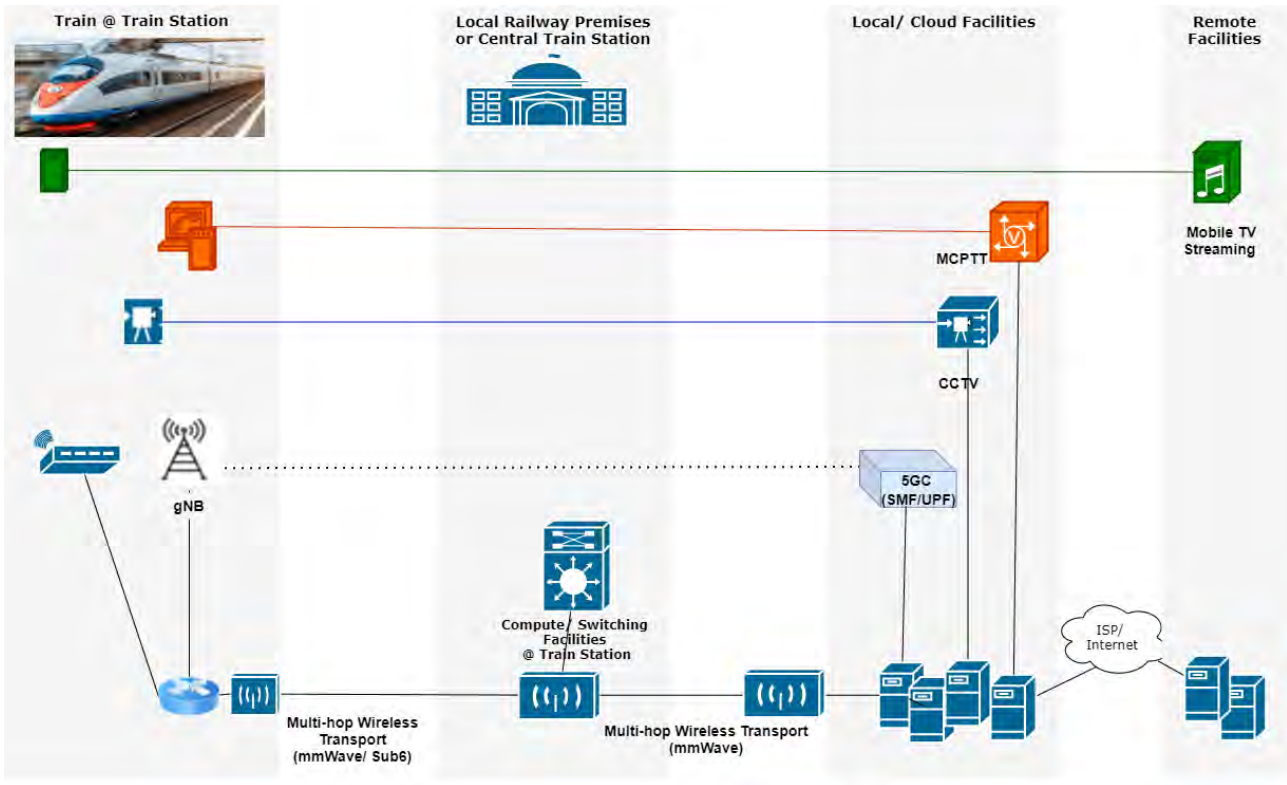 Train @ Train Station
Local Railway Premises
or Central Train Station
Local/ Cloud Facilities
Remote
Facilities
Mobile TV
Streaming
MCPTT
CCTV
5GC
(SMF/UPF)
gNB
Compute/ Switching
Facilities
@ Train Station
ISP/
Internet
Multi-hop Wireless
Transport
(mmWave/ Sub6)
Multi-hop Wireless Transport
(mmWave)
V